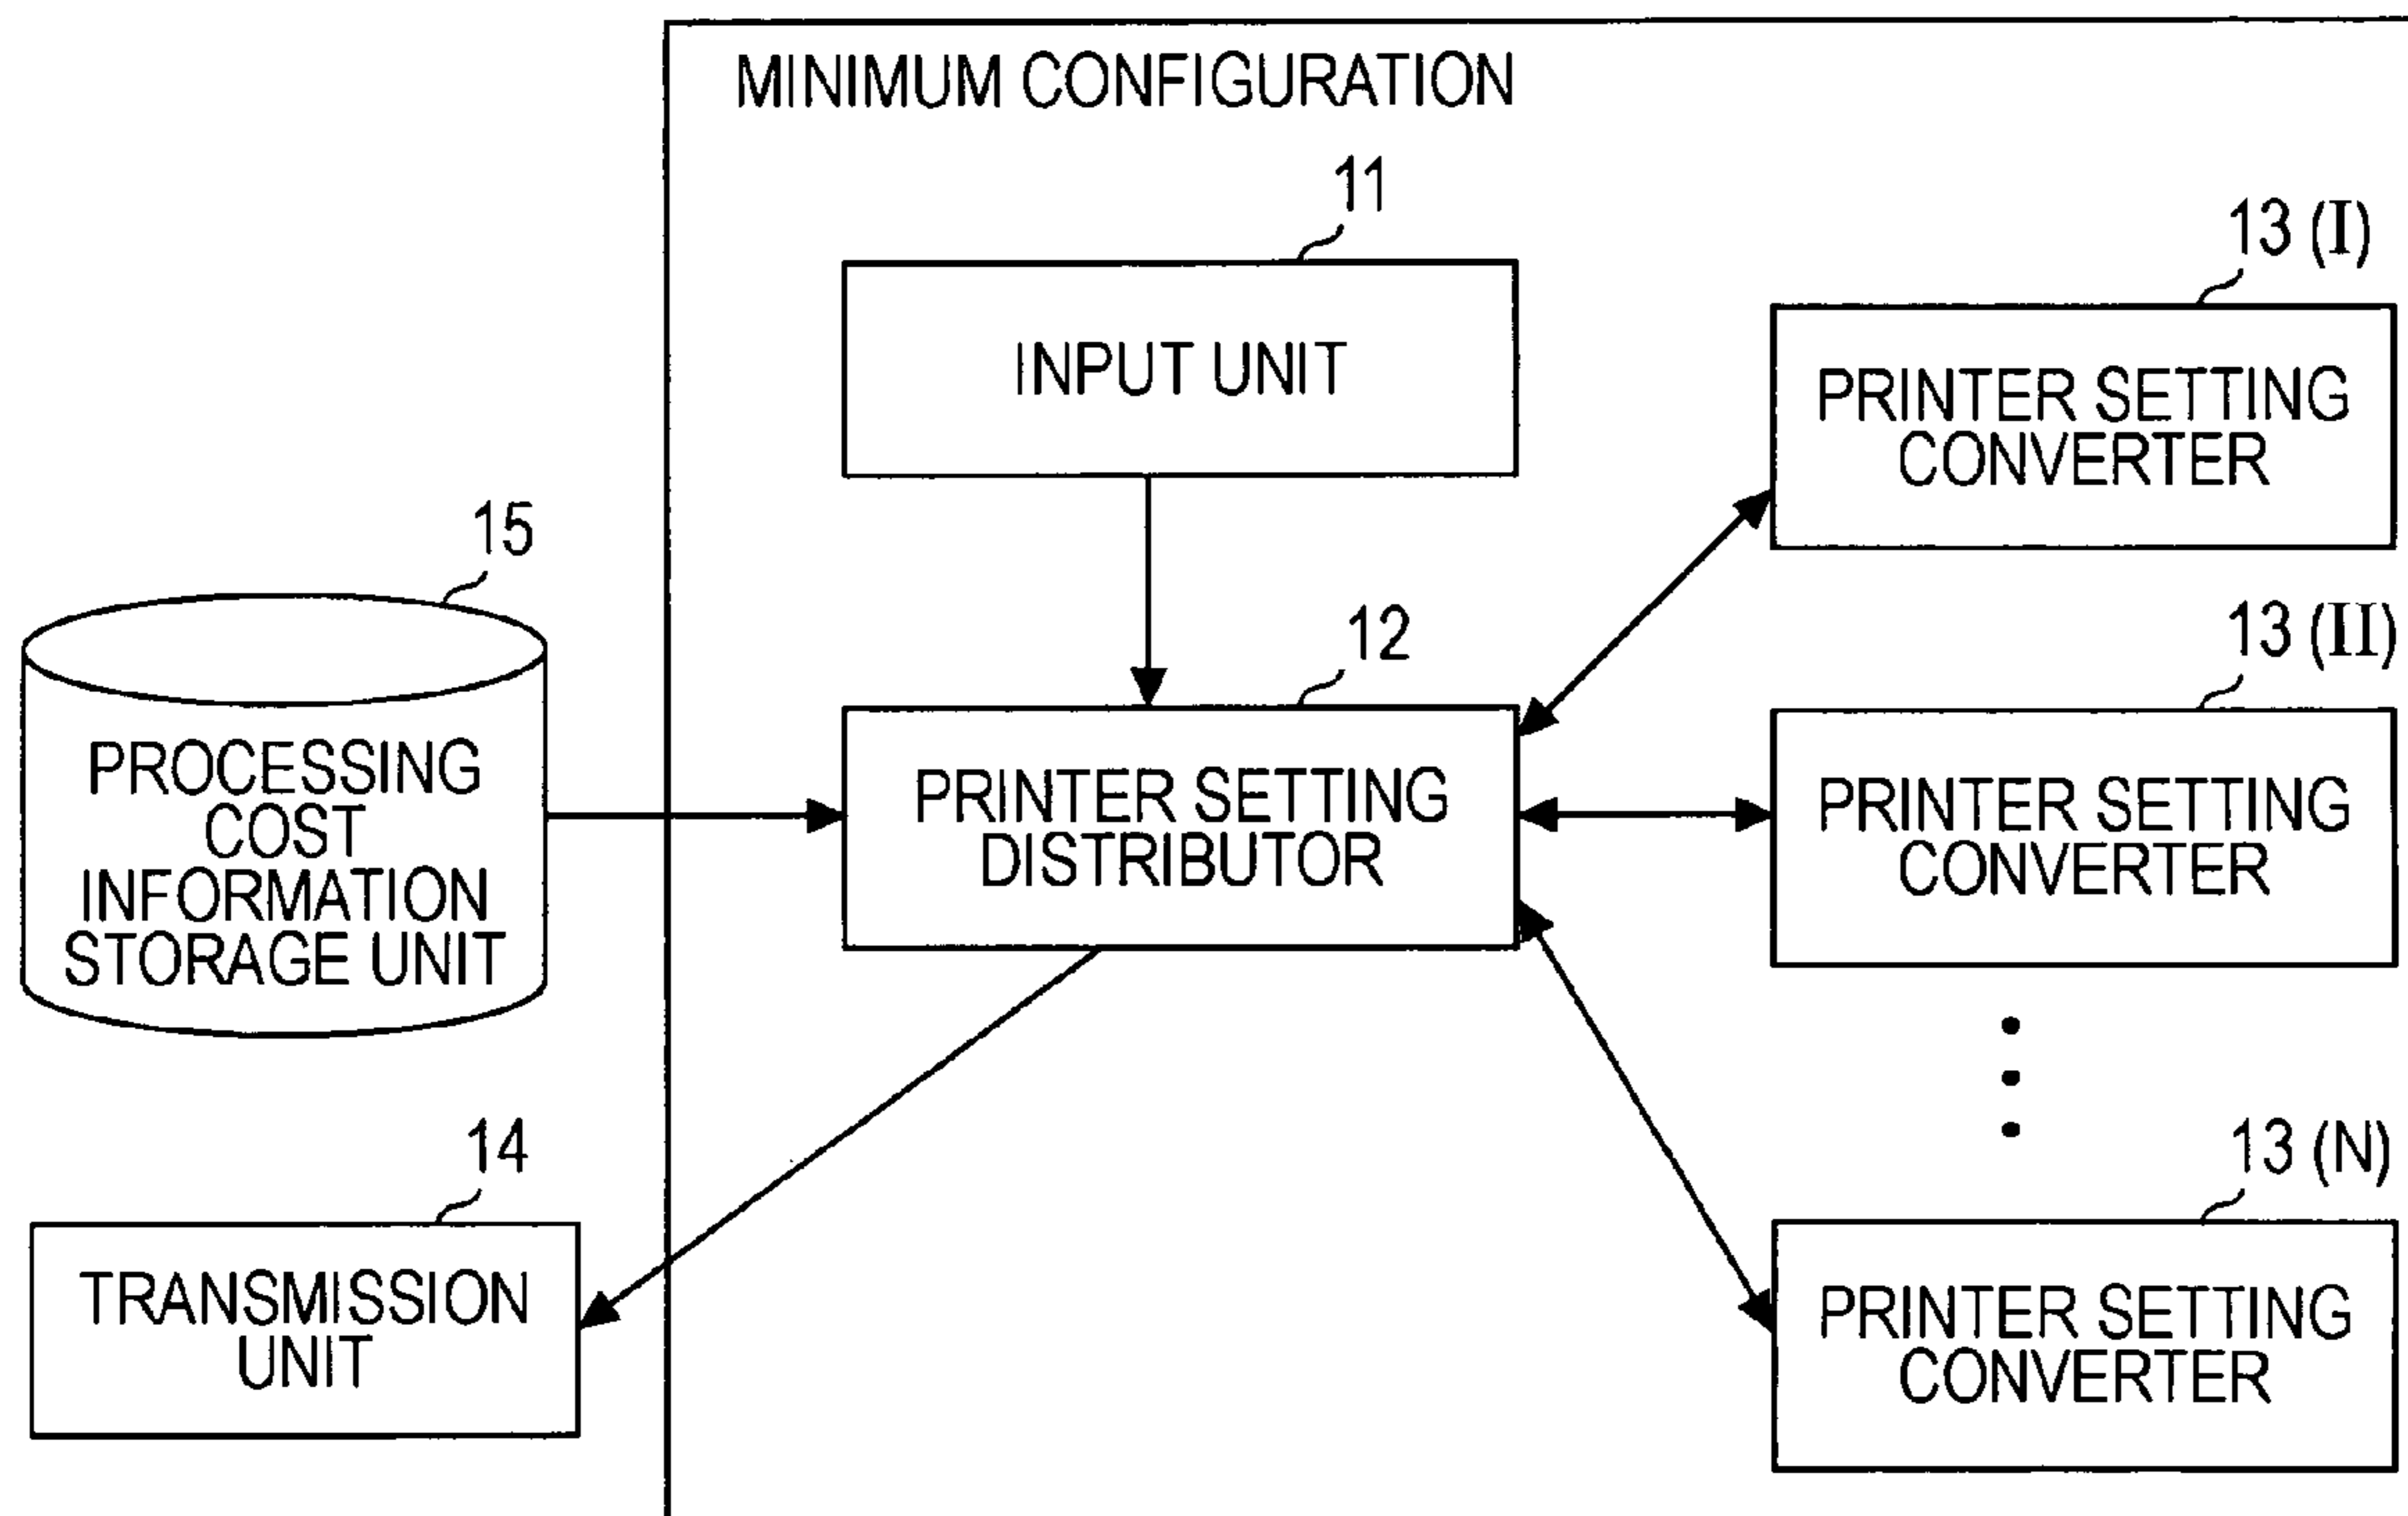 MINIMUM CONFIGURATION
11
INPUT UNIT
13 (I)
PRINTER SETTING
CONVERTER
15
PROCESSING
COST
INFORMATION
STORAGE UNIT
12
PRINTER SETTING
DISTRIBUTOR
13 (II)
PRINTER SETTING
CONVERTER
14
TRANSMISSION
UNIT
13 (N)
PRINTER SETTING
CONVERTER